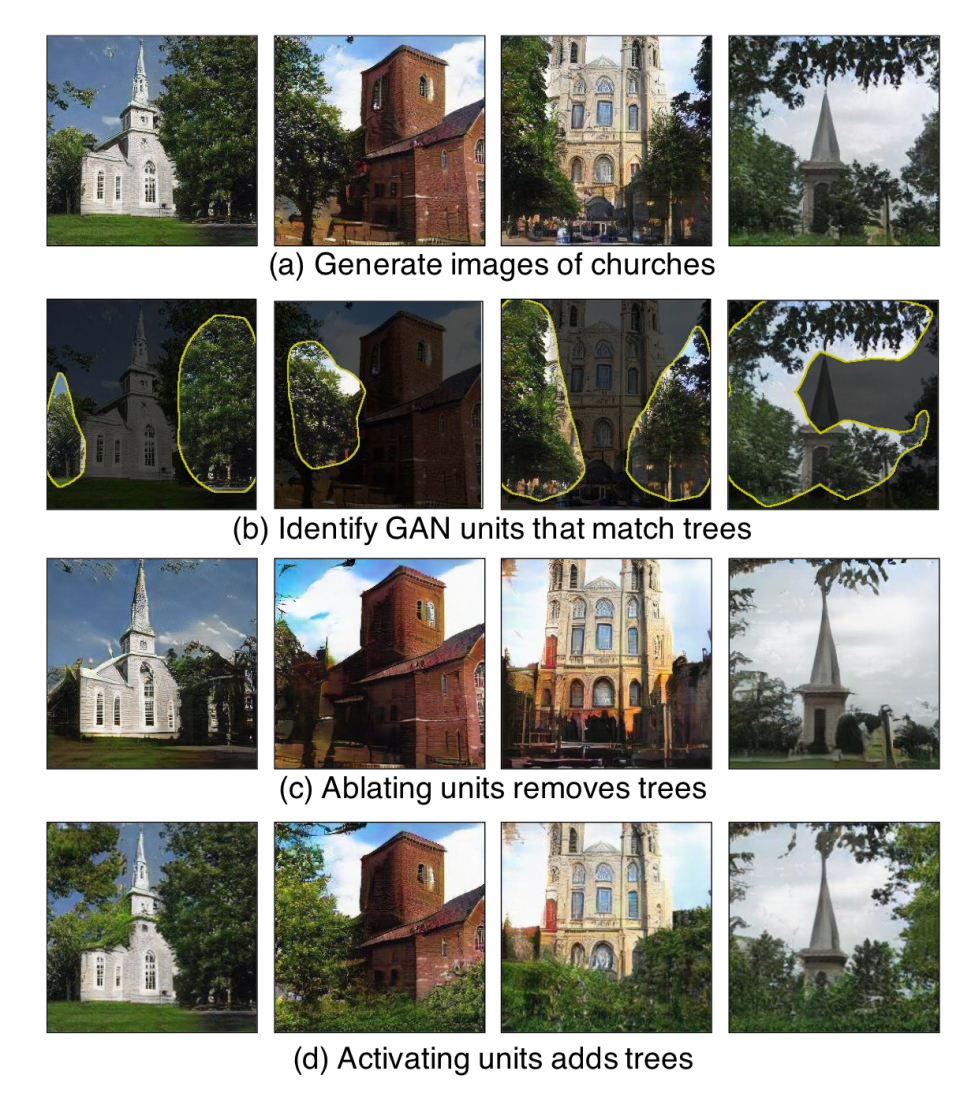 (a) Generate images of churches
(b) Identify GAN units that match trees
(c) Ablating units removes trees
(d) Activating units adds trees